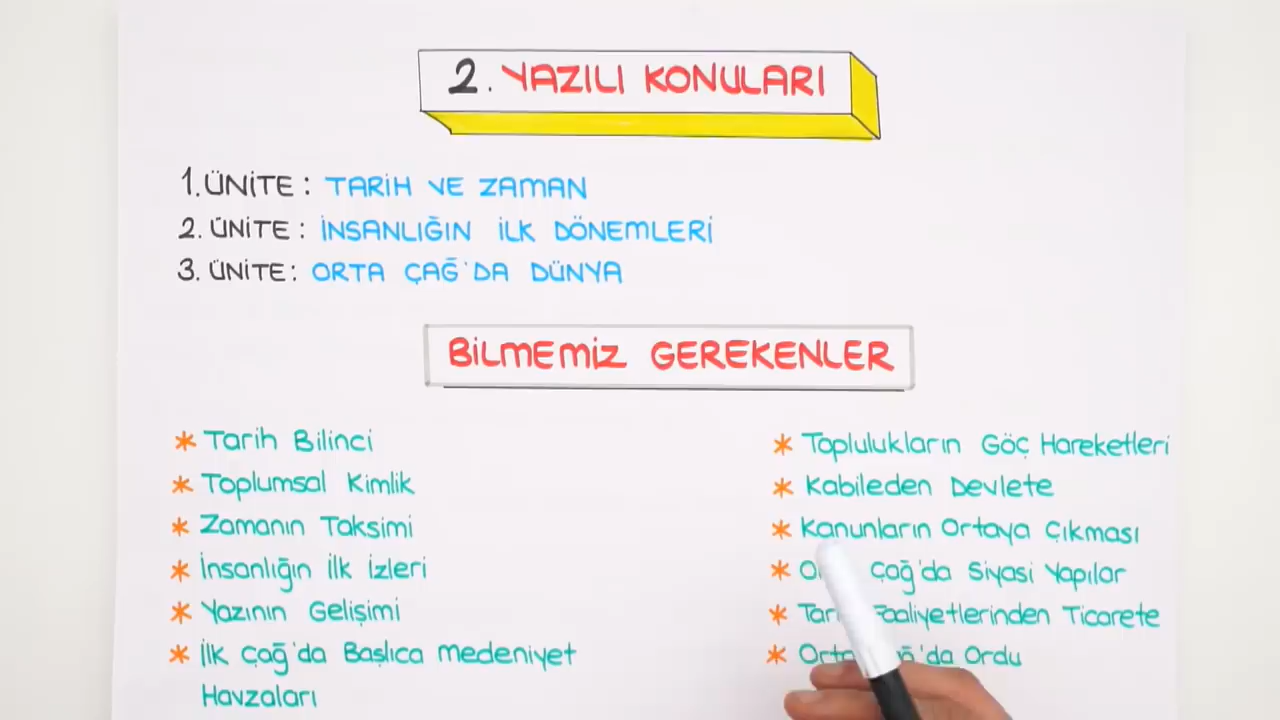 2. YAZILI KONULARI
1. ÜNİTE: TARİH VE ZAMAN
2. ÜNİTE: İNSANLIĞIN İLK DÖNEMLERİ
3. ÜNİTE: ORTA ÇAĞ'DA DÜNYA
BİLMEMİZ GEREKENLER
* Tarih Bilinci
* Toplumsal Kimlik
* Zamanın Taksimi
* İnsanlığın İlk İzleri
* Yazının Gelişimi
* İlk Çağ'da Başlıca Medeniyet
Havzaları
* Toplulukların Göç Hareketleri
* Kabileden Devlete
* Kanunların Ortaya Çıkması
* Çağ'da Siyasi Yapılar
* Ticarete
* 'da Ordu